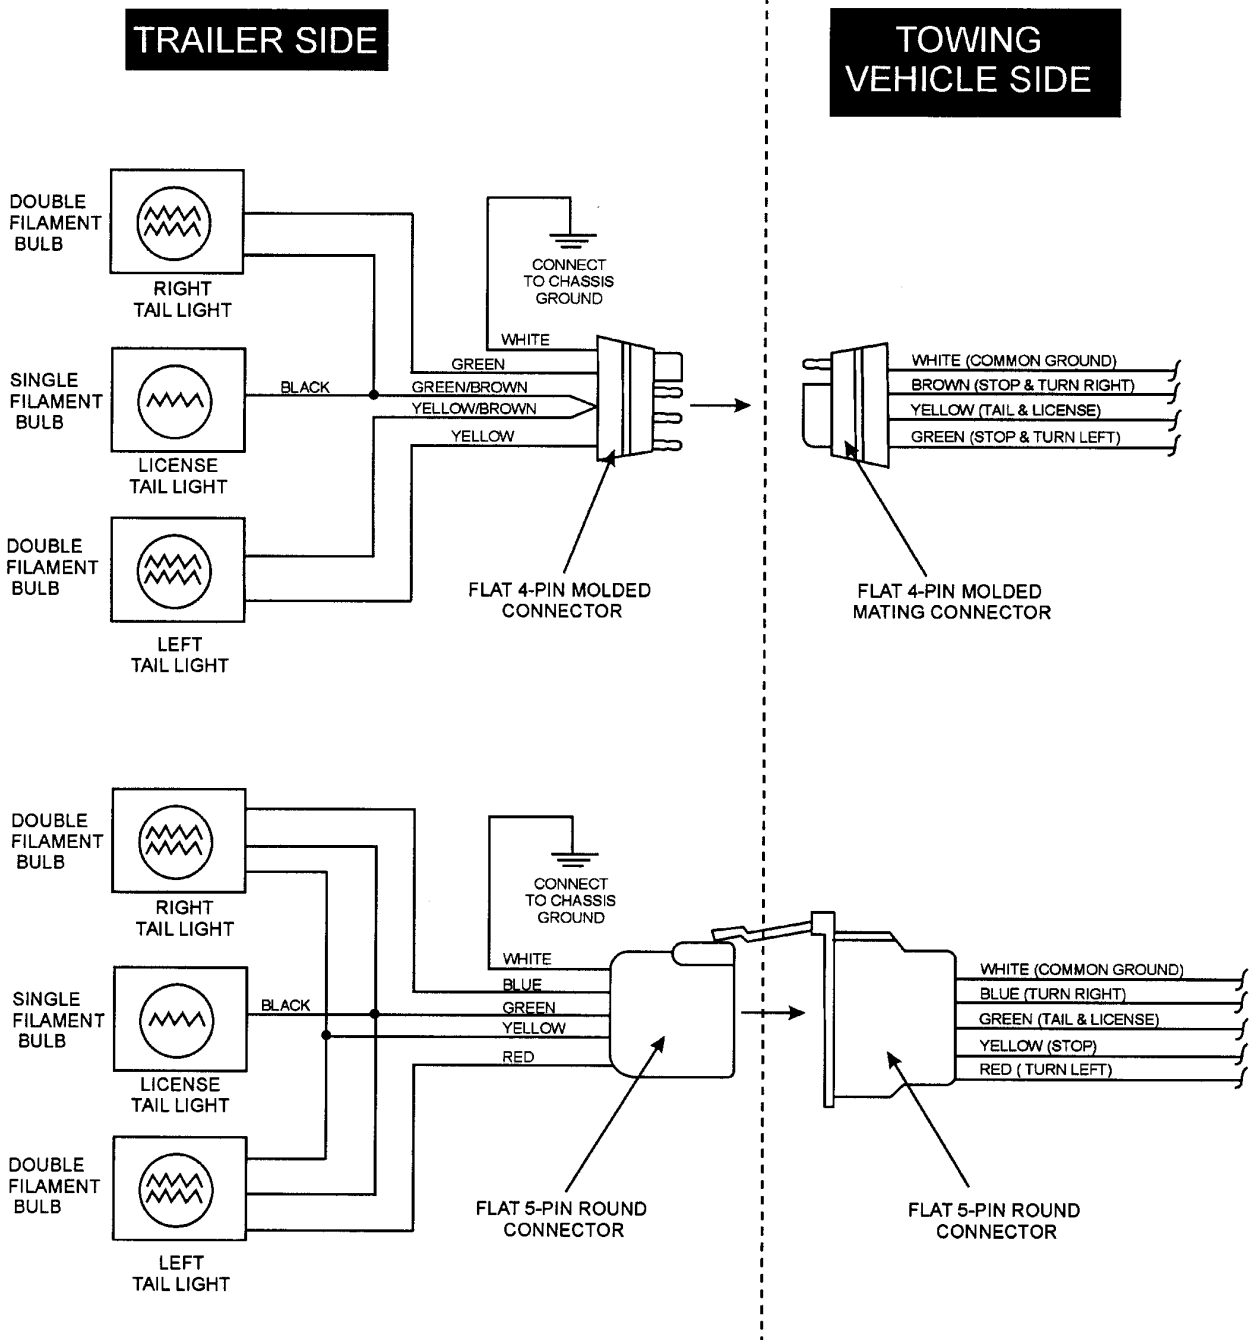 TRAILER SIDE
TOWING
VEHICLE SIDE
DOUBLE
FILAMENT
BULB
RIGHT
TAIL LIGHT
SINGLE
FILAMENT
BULB
BLACK
LICENSE
TAIL LIGHT
DOUBLE
FILAMENT
BULB
LEFT
TAIL LIGHT
CONNECT
TO CHASSIS
GROUND
WHITE
GREEN
GREEN/BROWN
YELLOW/BROWN
YELLOW
FLAT 4-PIN MOLDED
CONNECTOR
WHITE (COMMON GROUND)
BROWN (STOP & TURN RIGHT)
YELLOW (TAIL & LICENSE)
GREEN (STOP & TURN LEFT)
FLAT 4-PIN MOLDED
MATING CONNECTOR
DOUBLE
FILAMENT
BULB
RIGHT
TAIL LIGHT
SINGLE
FILAMENT
BULB
BLACK
LICENSE
TAIL LIGHT
DOUBLE
FILAMENT
BULB
LEFT
TAIL LIGHT
CONNECT
TO CHASSIS
GROUND
WHITE
BLUE
GREEN
YELLOW
RED
FLAT 5-PIN ROUND
CONNECTOR
WHITE (COMMON GROUND)
BLUE (TURN RIGHT)
GREEN (TAIL & LICENSE)
YELLOW (STOP)
RED ( TURN LEFT)
FLAT 5-PIN ROUND
CONNECTOR